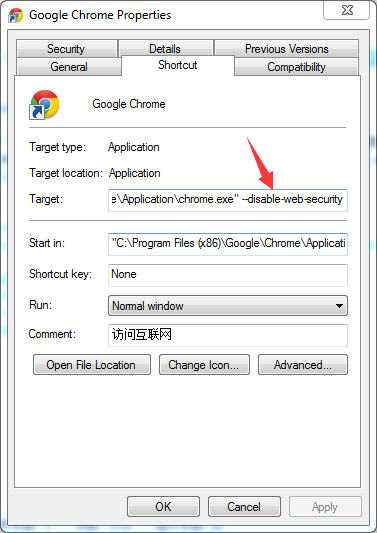 Google Chrome Properties
Security Details Previous Versions
General Shortcut Compatibility
Google Chrome
Target type: Application
Target location: Application
Target: e\Application\chrome.exe" --disable-web-security
Start in: "C:\Program Files (x86)\Google\Chrome\Applicati
Shortcut key: None
Run: Normal window
Comment: 访问互联网
Open File Location Change Icon... Advanced...
OK Cancel Apply